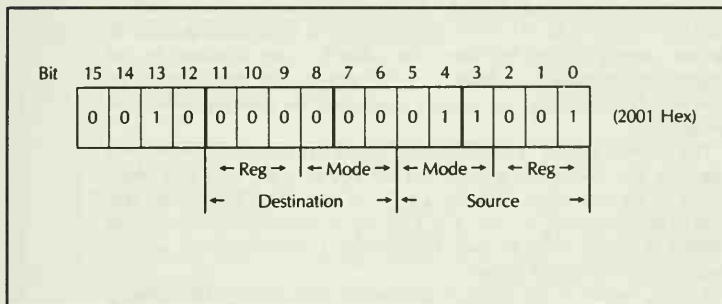 Bit 15 14 13 12 11 10 9 8 7 6 5 4 3 2 1 0
0 0 1 0 0 0 0 0 0 0 0 1 1 0 0 1 (2001 Hex)
← Reg → ← Mode → ← Mode → ← Reg →
← Destination → ← Source →